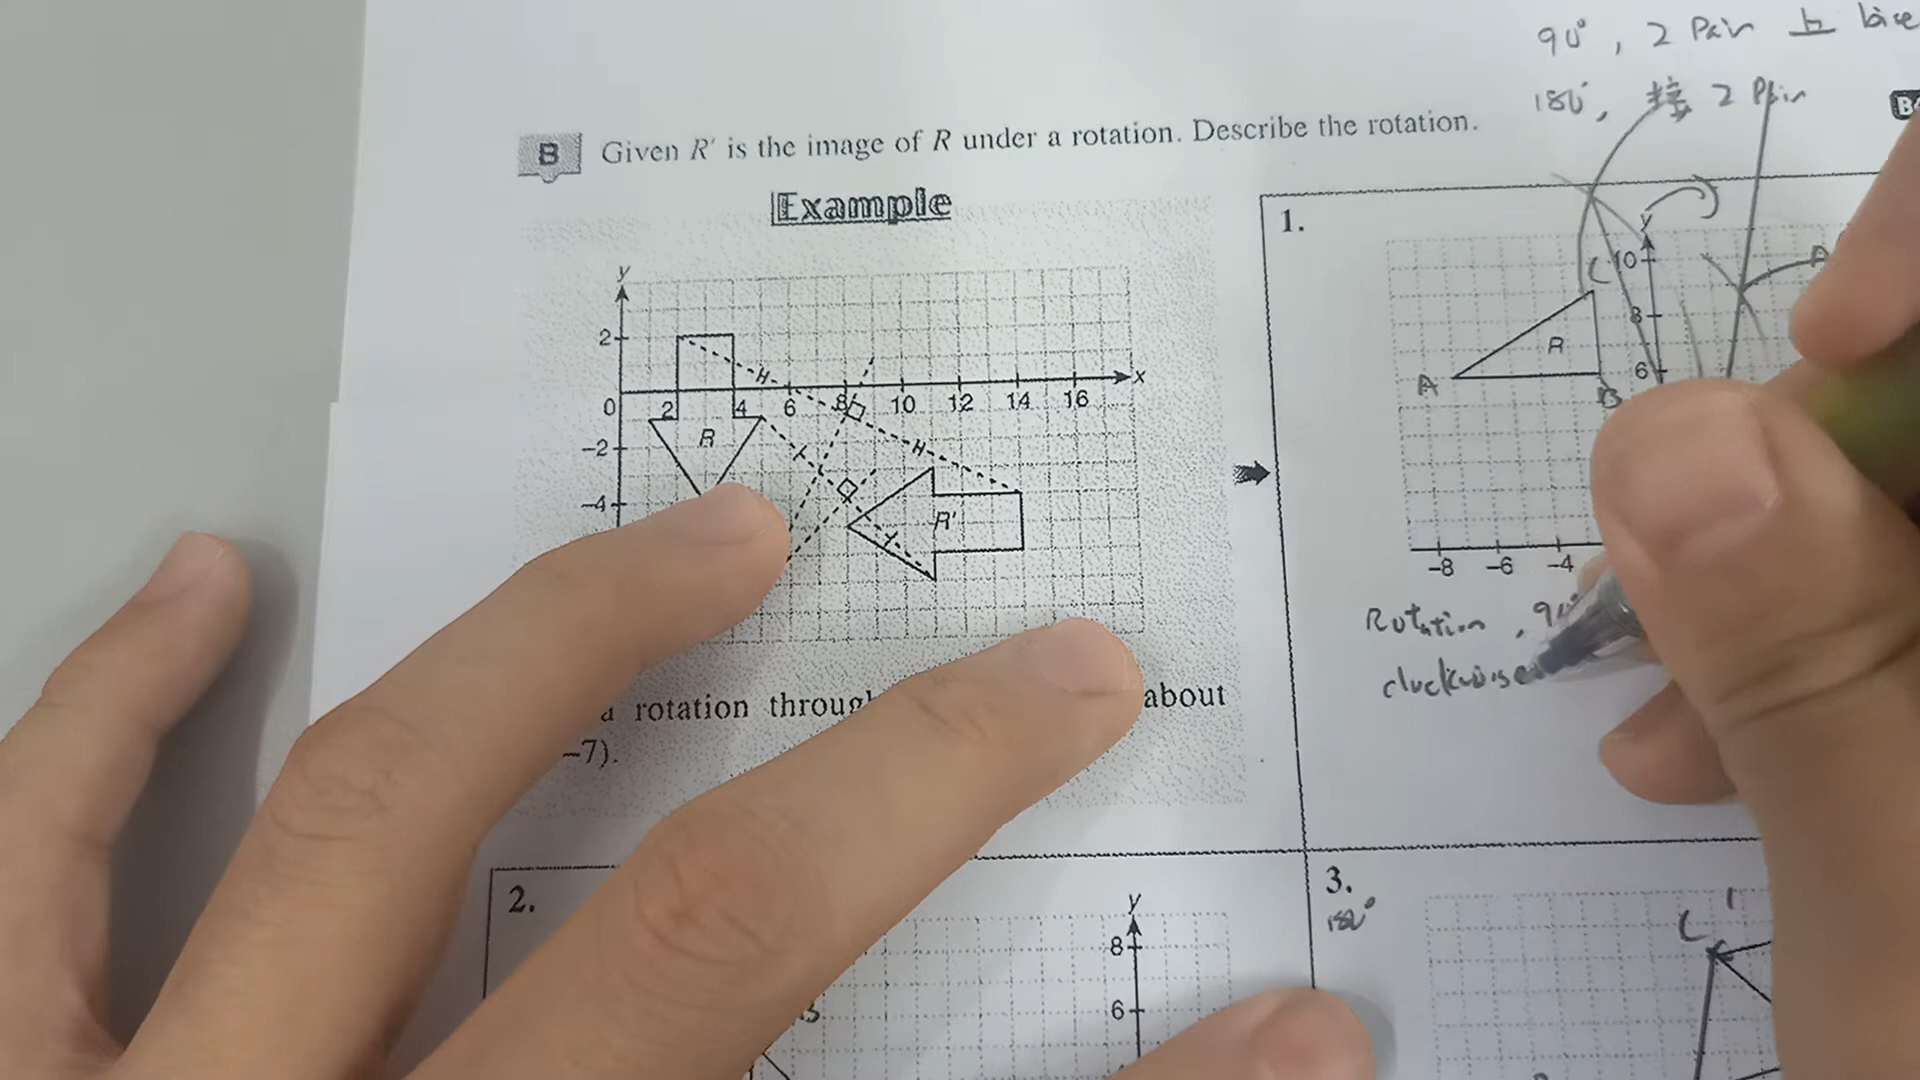 90°, 2 Pair ⊥
180°, 接 2 Pair
B Given R' is the image of R under a rotation. Describe the rotation.
Example
y
2
x
0 2 4 6 8 10 12 14 16
R
-2
-4
R'
a rotation through about
-7).
1.
y
10
C
8
R
6
A
B
-8 -6 -4
Rotation, 90°
clockwise
2.
y
8
6
3.
180°
C'